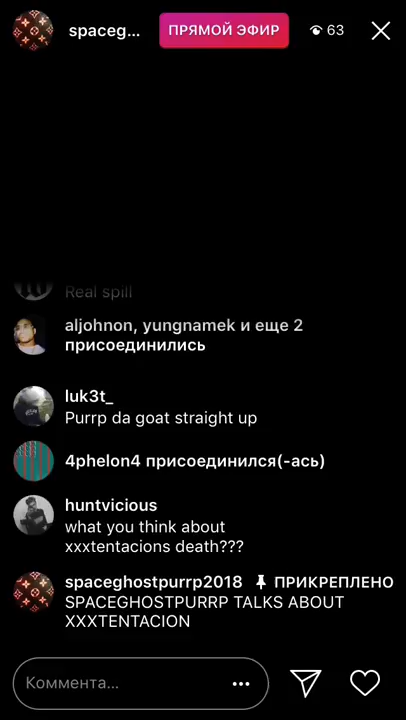 spaceg...
ПРЯМОЙ ЭФИР
63
Real spill
aljohnon, yungnamek и еще 2
присоединились
luk3t_
Purrp da goat straight up
4phelon4 присоединился(-ась)
huntvicious
what you think about
xxxtentacions death???
spaceghostpurrp2018 ПРИКРЕПЛЕНО
SPACEGHOSTPURRP TALKS ABOUT
XXXTENTACION
Коммента...